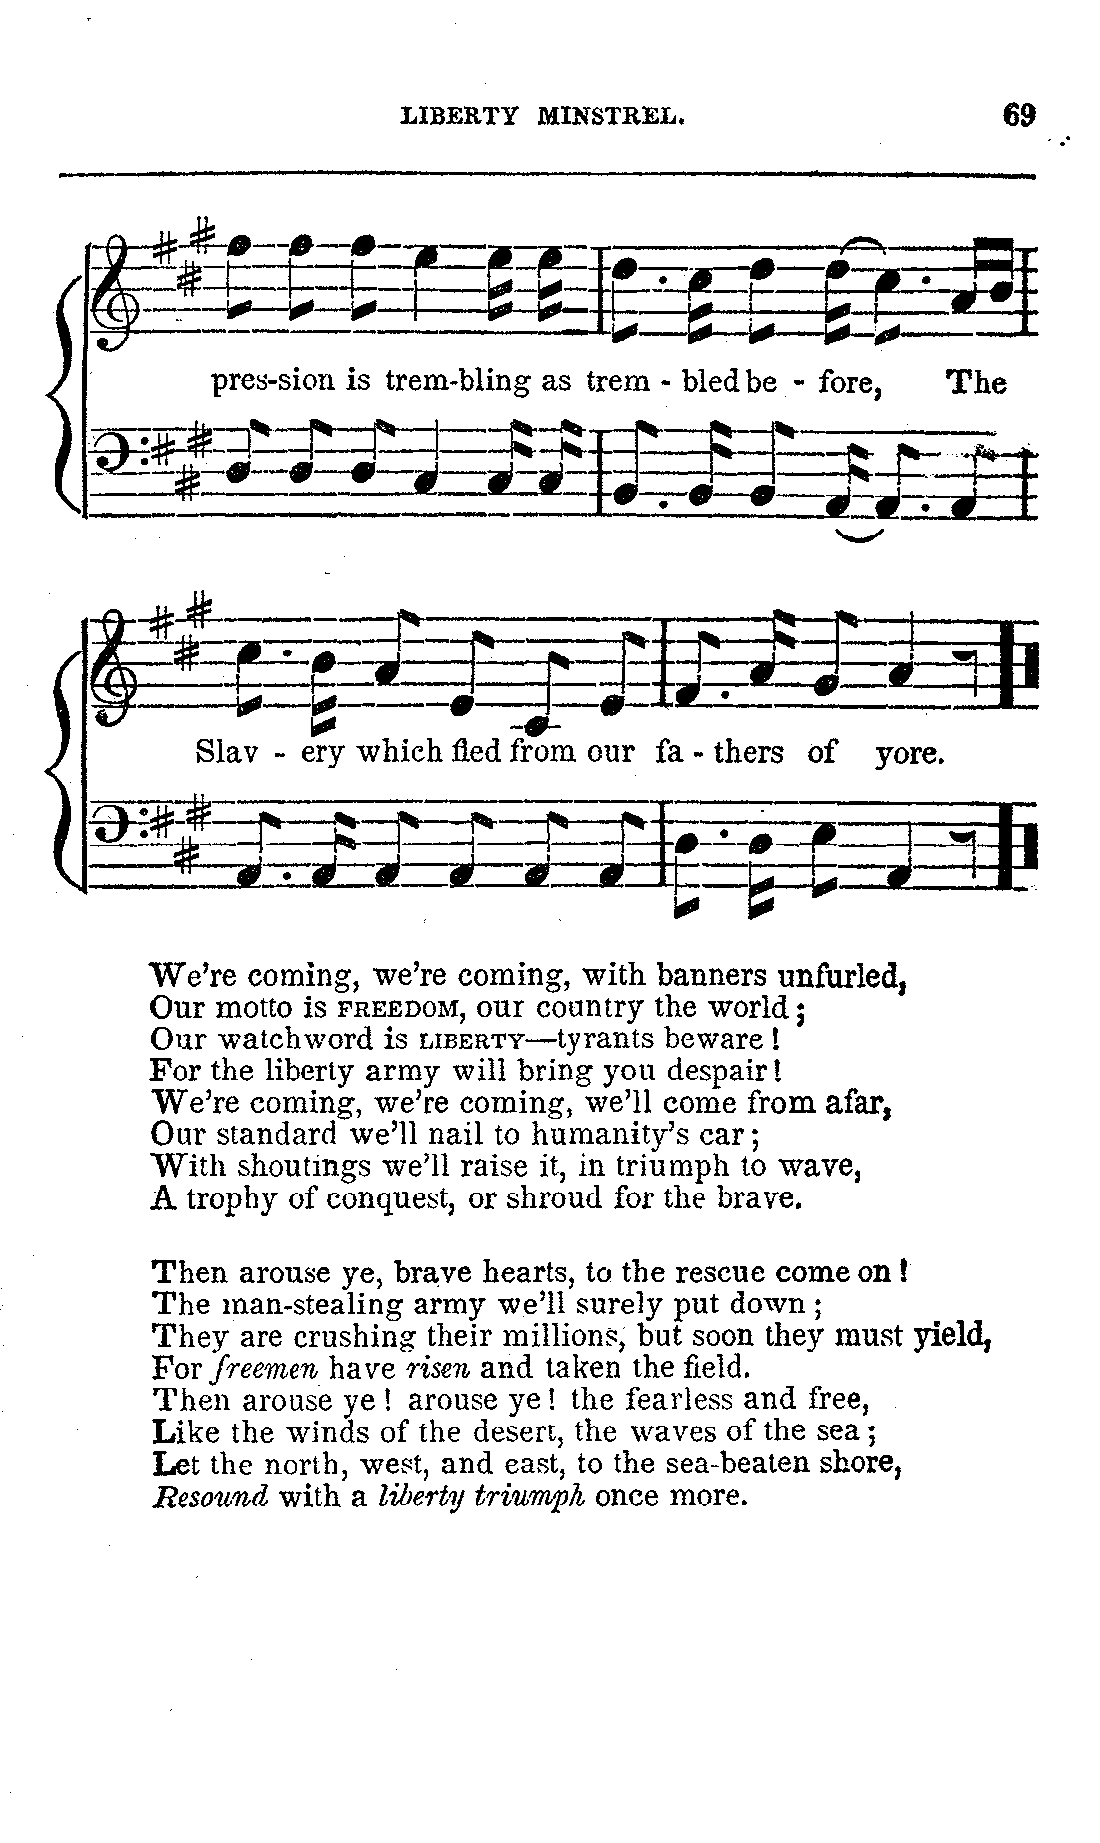 LIBERTY MINSTREL. 69
pres-sion is trem-bling as trem - bled be - fore, The
Slav - ery which fled from our fa - thers of yore.
We're coming, we're coming, with banners unfurled,
Our motto is FREEDOM, our country the world;
Our watchword is LIBERTY—tyrants beware!
For the liberty army will bring you despair!
We're coming, we're coming, we'll come from afar,
Our standard we'll nail to humanity's car;
With shoutings we'll raise it, in triumph to wave,
A trophy of conquest, or shroud for the brave.
Then arouse ye, brave hearts, to the rescue come on!
The man-stealing army we'll surely put down;
They are crushing their millions, but soon they must yield,
For freemen have risen and taken the field.
Then arouse ye! arouse ye! the fearless and free,
Like the winds of the desert, the waves of the sea;
Let the north, west, and east, to the sea-beaten shore,
Resound with a liberty triumph once more.